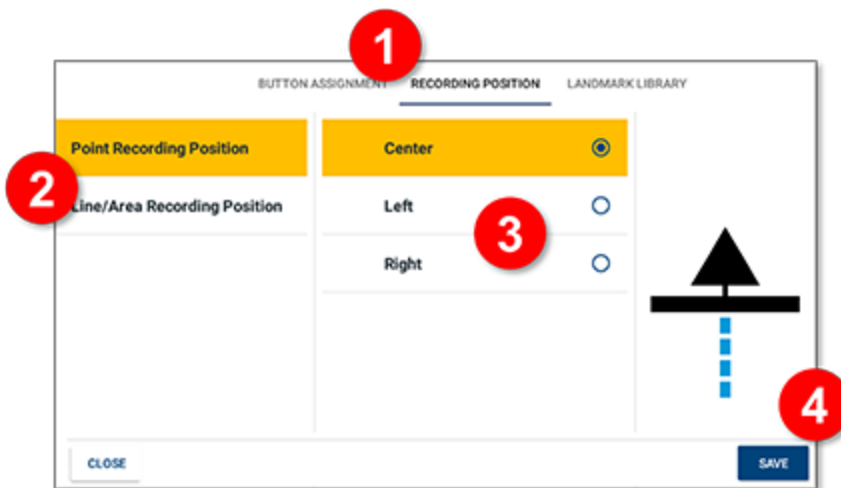 1
BUTTON ASSIGNMENT RECORDING POSITION LANDMARK LIBRARY
Point Recording Position
2
Line/Area Recording Position
Center
Left
3
Right
4
CLOSE
SAVE